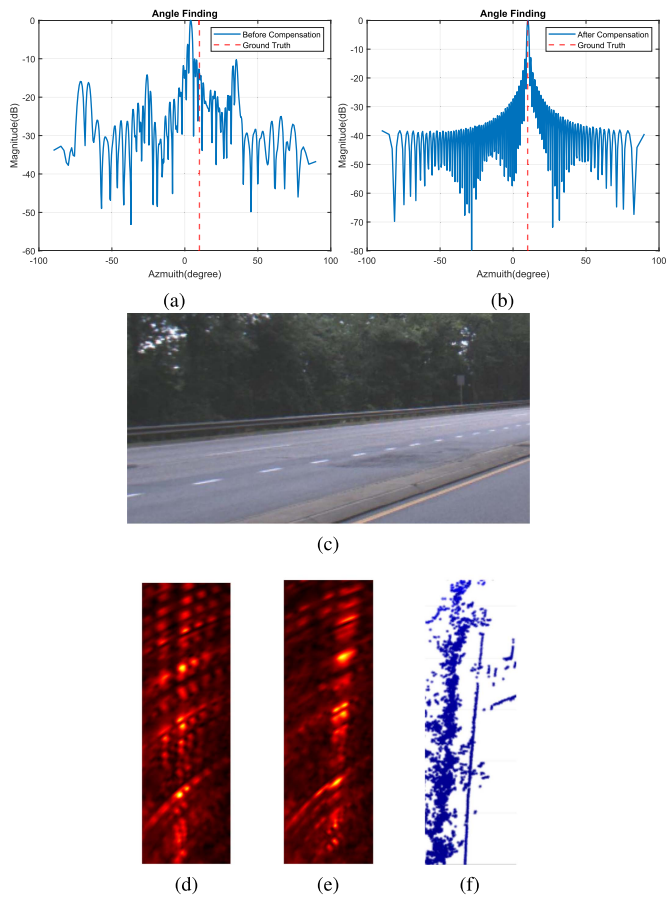 Angle Finding
Before Compensation
Ground Truth
0
-10
-20
-30
-40
-50
-60
Magnitude(dB)
-100
-50
0
50
100
Azmuith(degree)
(a)
Angle Finding
After Compensation
Ground Truth
0
-10
-20
-30
-40
-50
-60
-70
-80
Magnitude(dB)
-100
-50
0
50
100
Azmuith(degree)
(b)
(c)
(d)
(e)
(f)